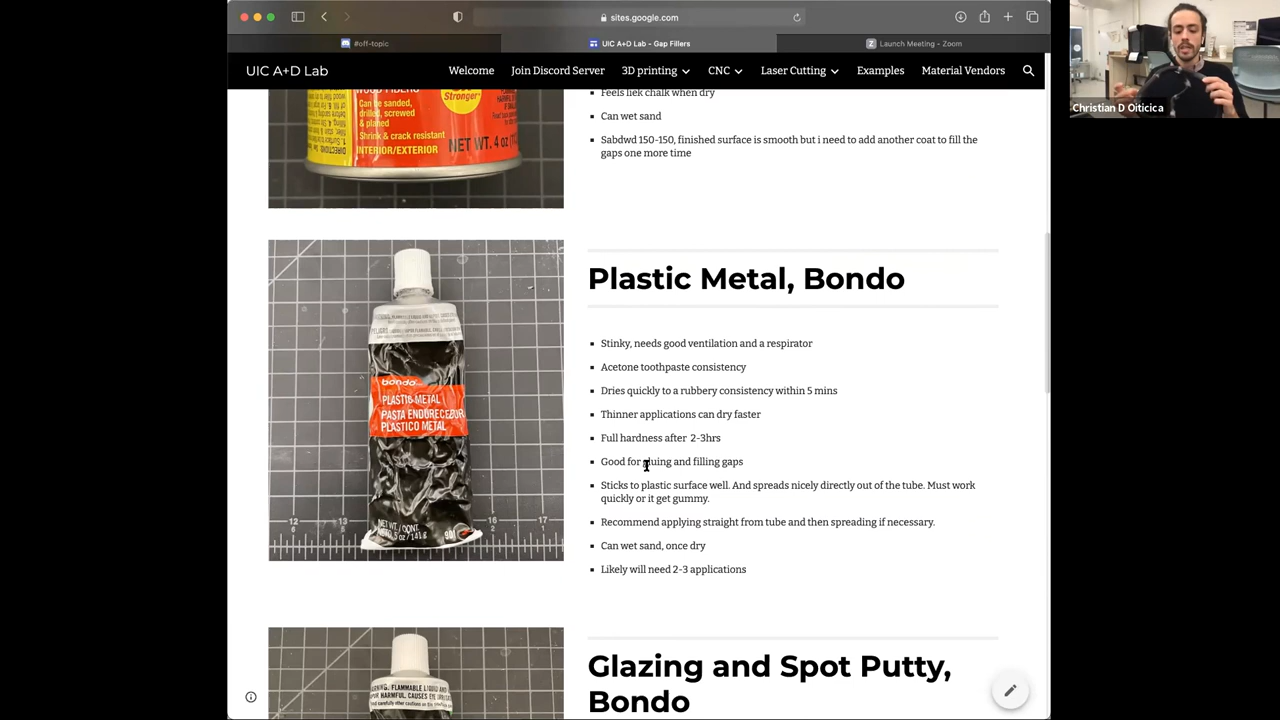 sites.google.com
#off-topic
UIC A+D Lab - Gap Fillers
Launch Meeting - Zoom
UIC A+D Lab
Welcome
Join Discord Server
3D printing
CNC
Laser Cutting
Examples
Material Vendors
Christian D Oiticica
Stronger
Can be sanded,
drilled, screwed
& planed
Shrink & crack resistant
INTERIOR/EXTERIOR
NET WT. 4 oz
Feels liek chalk when dry
Can wet sand
Sabdwd 150-150, finished surface is smooth but i need to add another coat to fill the
gaps one more time
bondo
PLASTIC METAL
PASTA ENDURECEDOR
PLASTICO METAL
12
13
16
17
6
1
Plastic Metal, Bondo
Stinky, needs good ventilation and a respirator
Acetone toothpaste consistency
Dries quickly to a rubbery consistency within 5 mins
Thinner applications can dry faster
Full hardness after 2-3hrs
Good for gluing and filling gaps
Sticks to plastic surface well. And spreads nicely directly out of the tube. Must work
quickly or it get gummy.
Recommend applying straight from tube and then spreading if necessary.
Can wet sand, once dry
Likely will need 2-3 applications
Glazing and Spot Putty,
Bondo